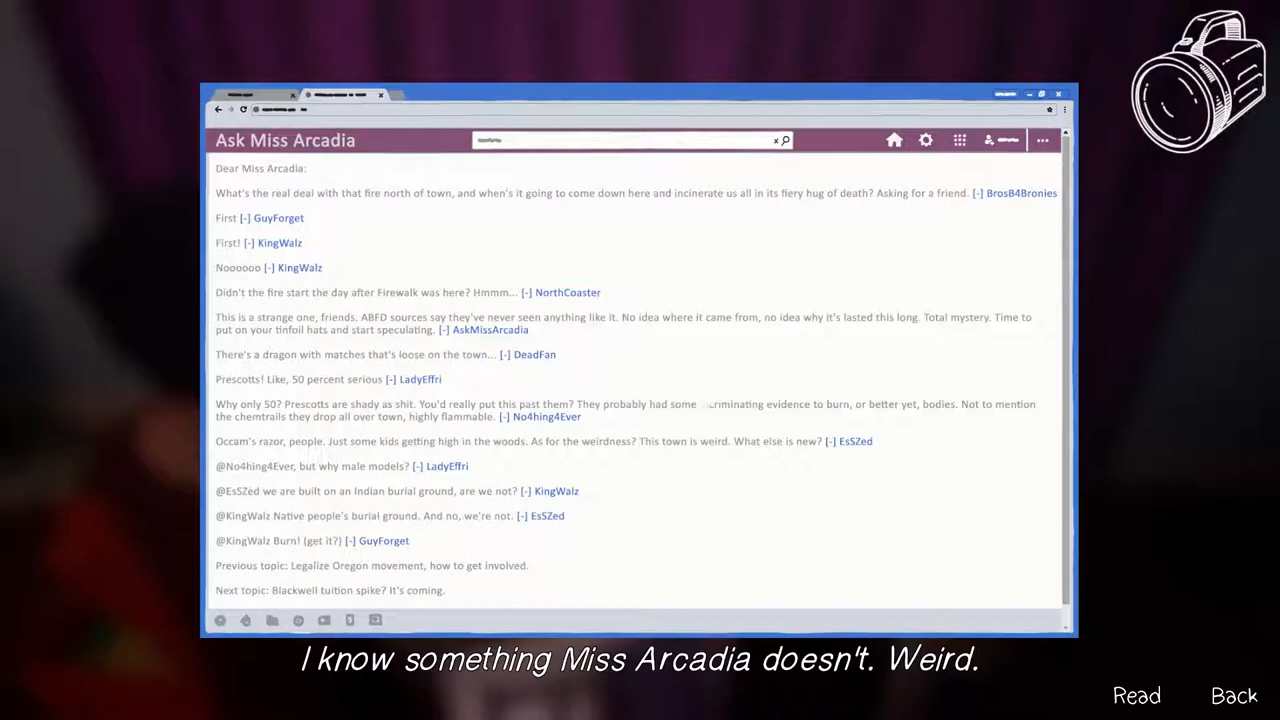 Ask Miss Arcadia
Dear Miss Arcadia:
What's the real deal with that fire north of town, and when's it going to come down here and incinerate us all in its fiery hug of death? Asking for a friend. [-] BrosB4Bronies
First [-] GuyForget
First! [-] KingWalz
Noooooo [-] KingWalz
Didn't the fire start the day after Firewalk was here? Hmmm... [-] NorthCoaster
This is a strange one, friends. ABFD sources say they've never seen anything like it. No idea where it came from, no idea why it's lasted this long. Total mystery. Time to
put on your tinfoil hats and start speculating. [-] AskMissArcadia
There's a dragon with matches that's loose on the town... [-] DeadFan
Prescotts! Like, 50 percent serious [-] LadyEffri
Why only 50? Prescotts are shady as shit. You'd really put this past them? They probably had some criminating evidence to burn, or better yet, bodies. Not to mention
the chemtrails they drop all over town, highly flammable. [-] No4hing4Ever
Occam's razor, people. Just some kids getting high in the woods. As for the weirdness? This town is weird. What else is new? [-] EsSZed
@No4hing4Ever, but why male models? [-] LadyEffri
@EsSZed we are built on an Indian burial ground, are we not? [-] KingWalz
@KingWalz Native people's burial ground. And no, we're not. [-] EsSZed
@KingWalz Burn! (get it?) [-] GuyForget
Previous topic: Legalize Oregon movement, how to get involved.
Next topic: Blackwell tuition spike? It's coming.
I know something Miss Arcadia doesn't. Weird.
Read Back